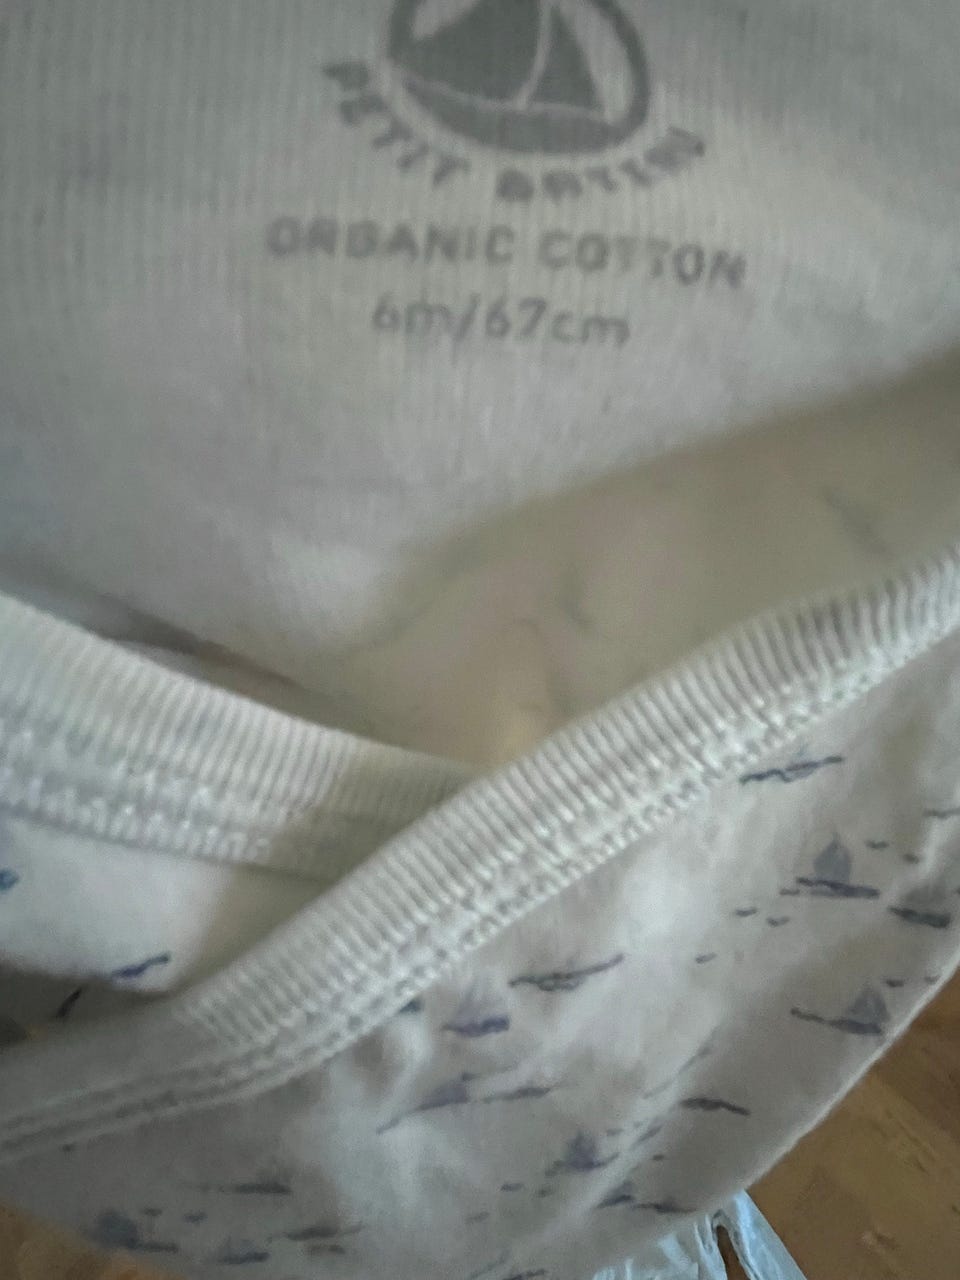 PETIT BATEAU
ORGANIC COTTON
6m/67cm